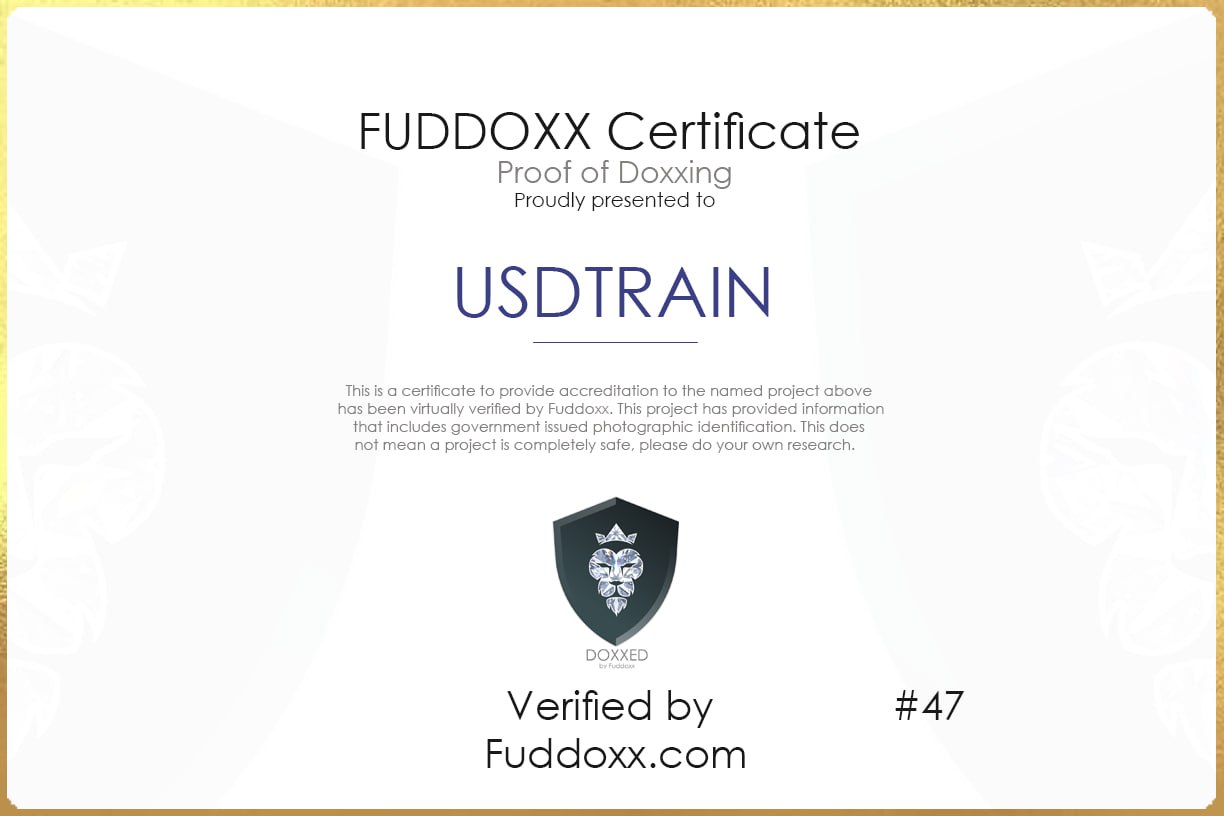 FUDDOXX Certificate
Proof of Doxxing
Proudly presented to
USDTRAIN
This is a certificate to provide accreditation to the named project above
has been virtually verified by Fuddoxx. This project has provided information
that includes government issued photographic identification. This does
not mean a project is completely safe, please do your own research.
DOXXED
by Fuddoxx
Verified by
#47
Fuddoxx.com